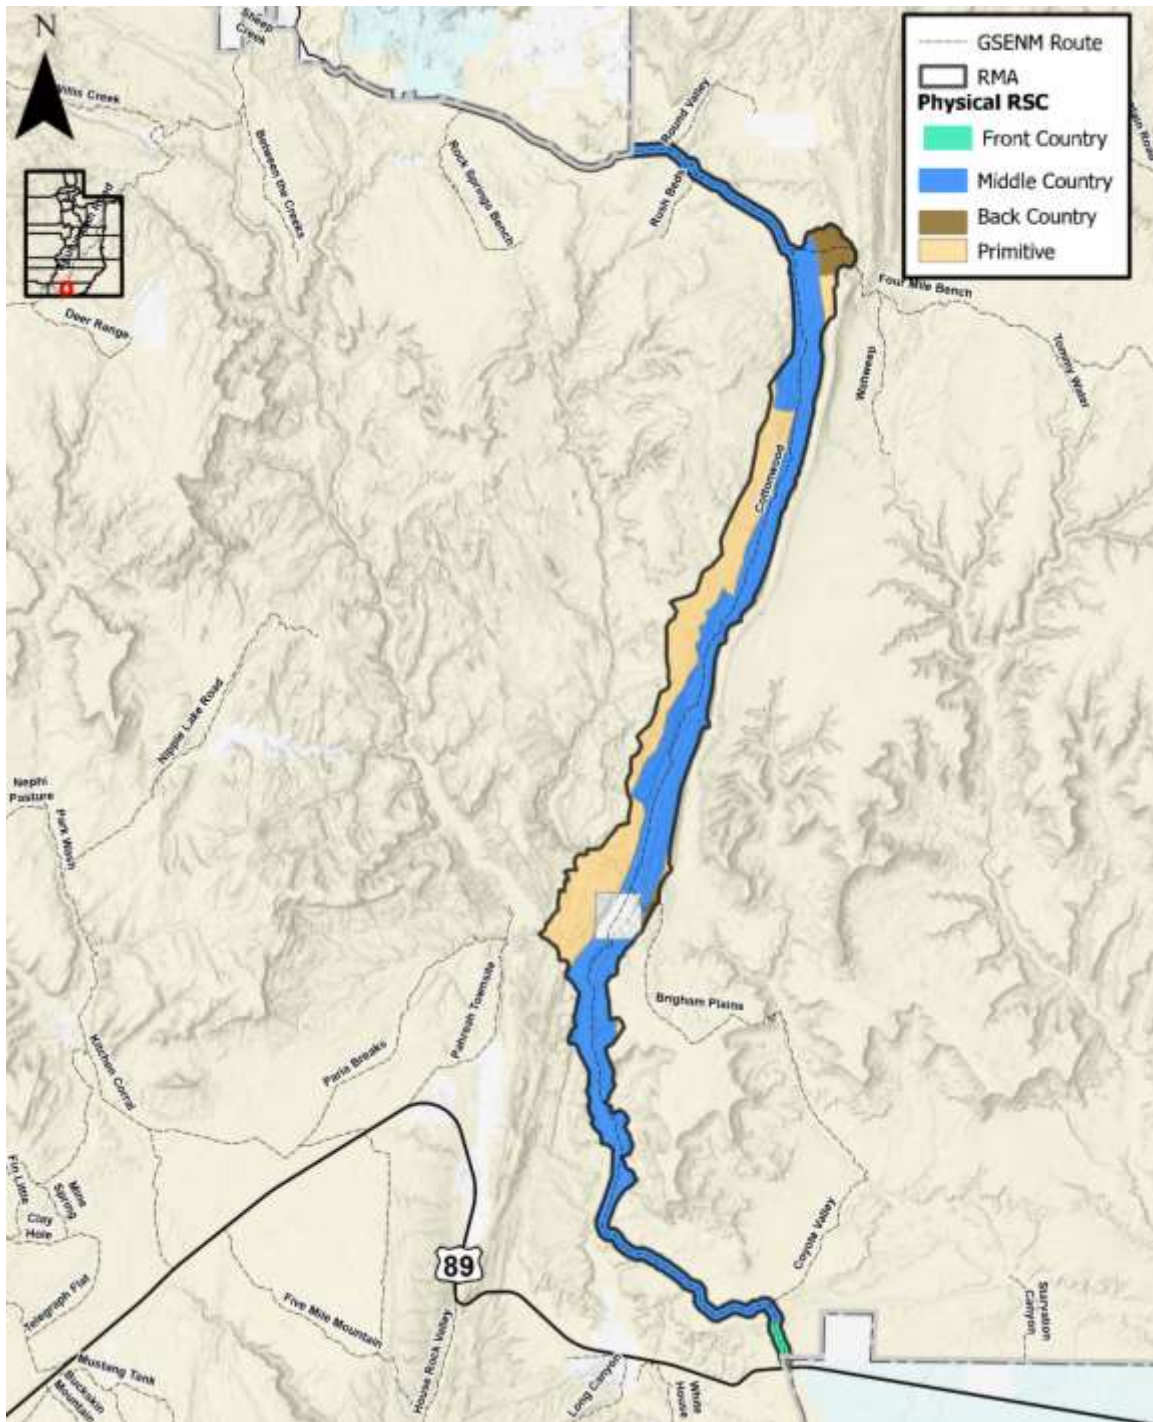 N
Sheep
Creek
GSENM Route
RMA
Physical RSC
Front Country
Middle Country
Back Country
Primitive
Willis Creek
Between the Creeks
Rock Springs Bench
Round Valley
Rush Beds
Four Mile Bench
Deer Range
Wahweap
Tommy Water
Cottonwood
Nipple Lake Road
Nephi
Pasture
Park Wash
Brigham Plains
Pahreah Townsite
Paria Breaks
Kitchen Corral
Fin Little
Mine
Spring
Clay
Hole
Coyote Valley
89
Telegraph Flat
Five Mile Mountain
House Rock Valley
Starvation
Canyon
Mustang Tank
Buckskin
Mountain
Long Canyon
White
House